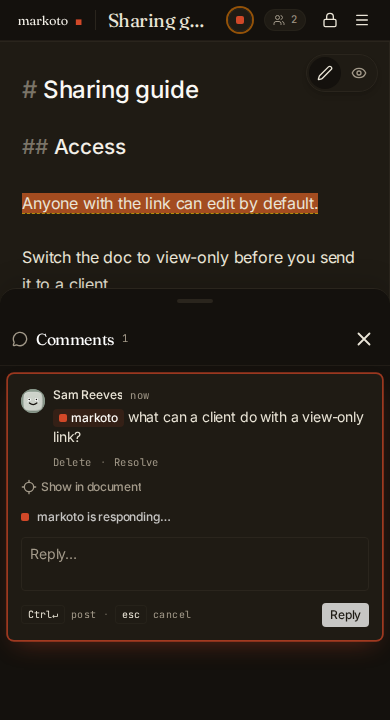 markoto
Sharing g...
2
# Sharing guide
## Access
Anyone with the link can edit by default.
Switch the doc to view-only before you send
it to a client
Comments 1
Sam Reeves now
markoto what can a client do with a view-only
link?
Delete · Resolve
Show in document
markoto is responding...
Reply...
Ctrl↵ post · esc cancel
Reply